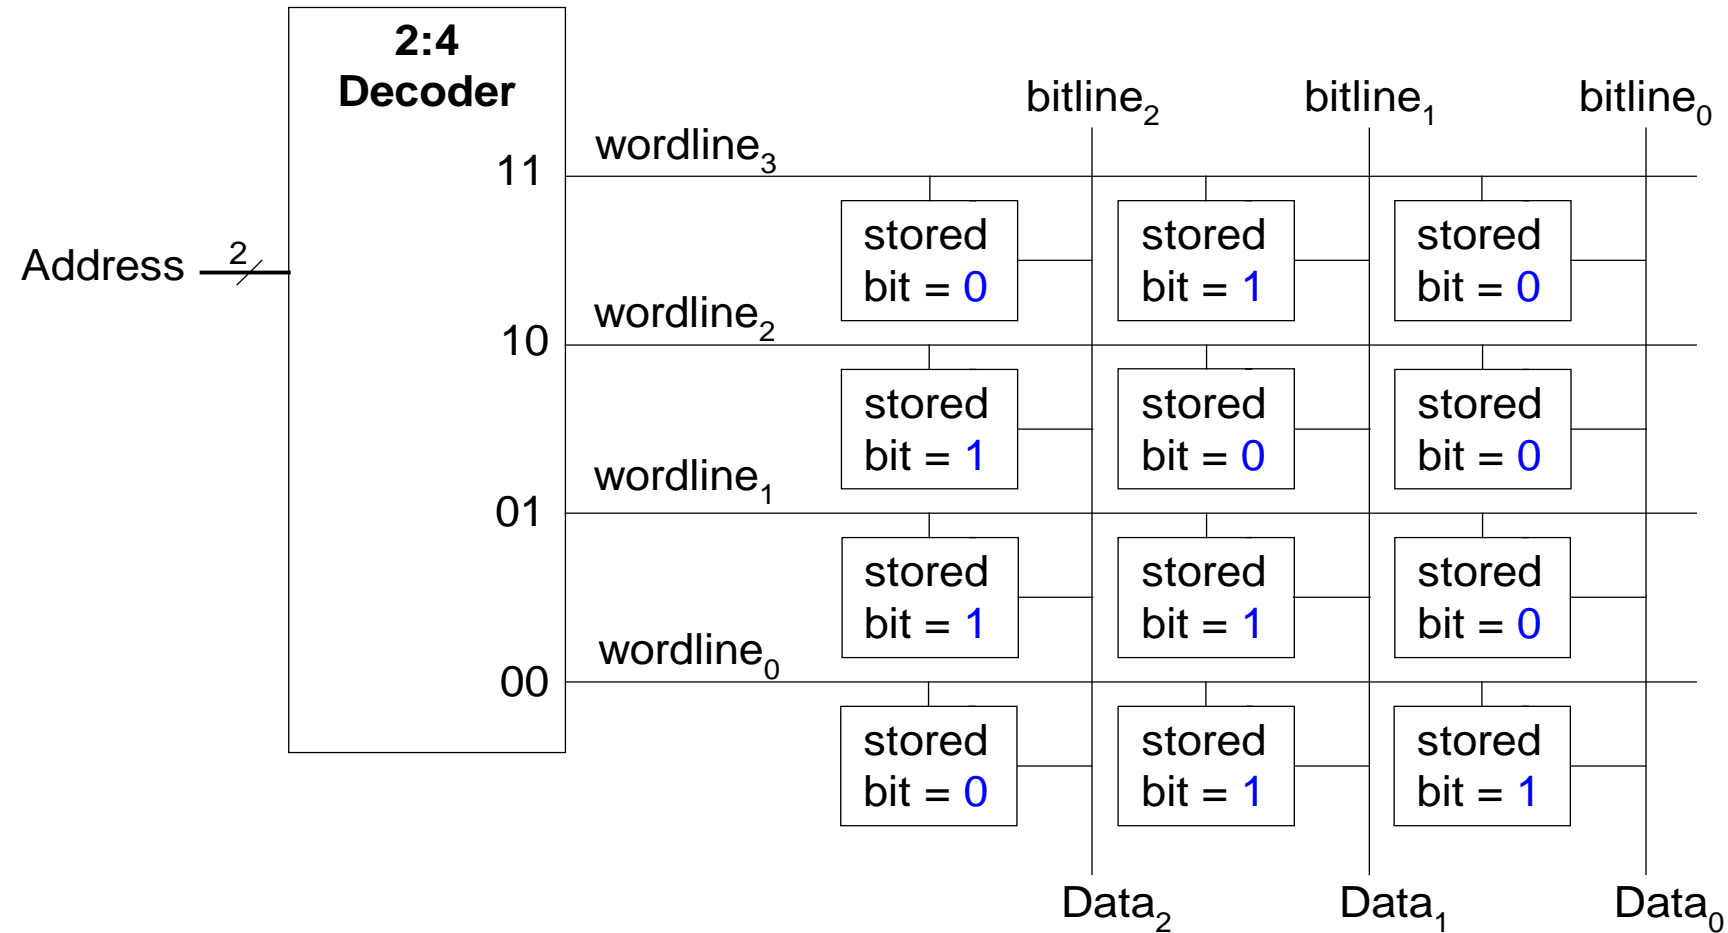 2:4
Decoder
bitline₂ bitline₁ bitline₀
wordline₃
11
stored stored stored
bit = 0 bit = 1 bit = 0
Address 2
wordline₂
10
stored stored stored
bit = 1 bit = 0 bit = 0
wordline₁
01
stored stored stored
bit = 1 bit = 1 bit = 0
wordline₀
00
stored stored stored
bit = 0 bit = 1 bit = 1
Data₂ Data₁ Data₀